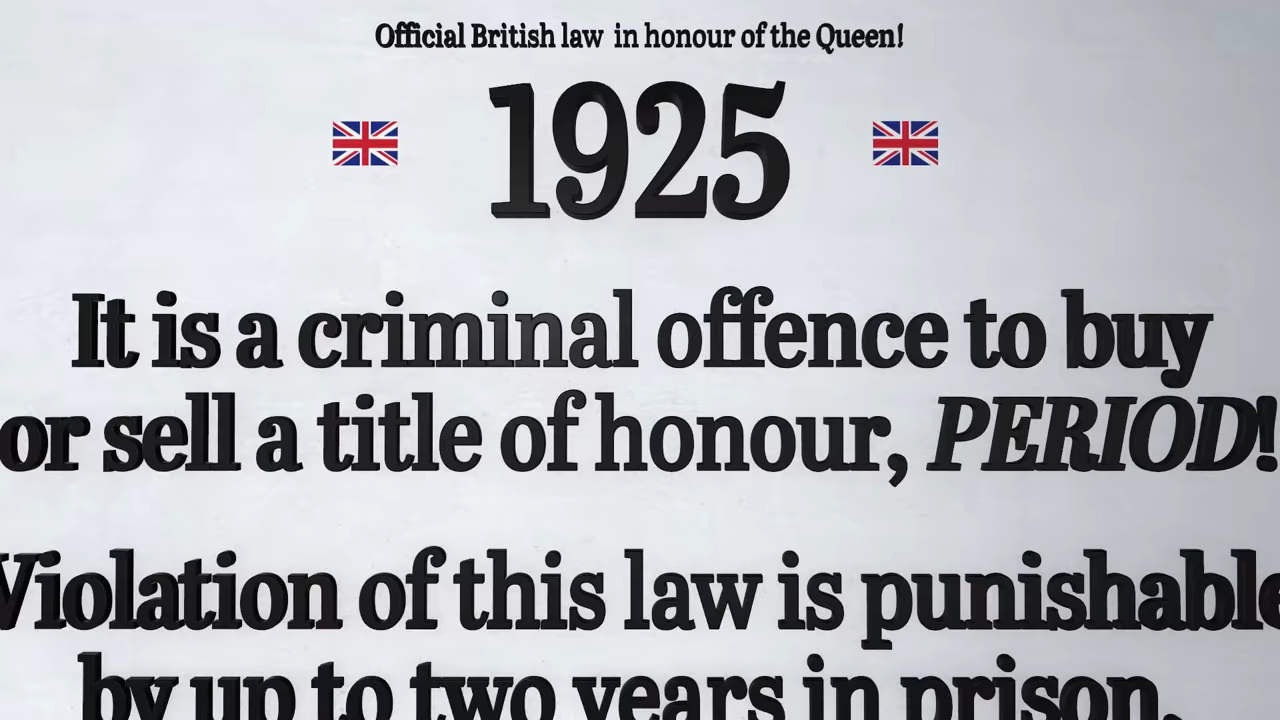 Official British law in honour of the Queen!
1925
It is a criminal offence to buy
or sell a title of honour, PERIOD!
Violation of this law is punishable
by up to two years in prison.